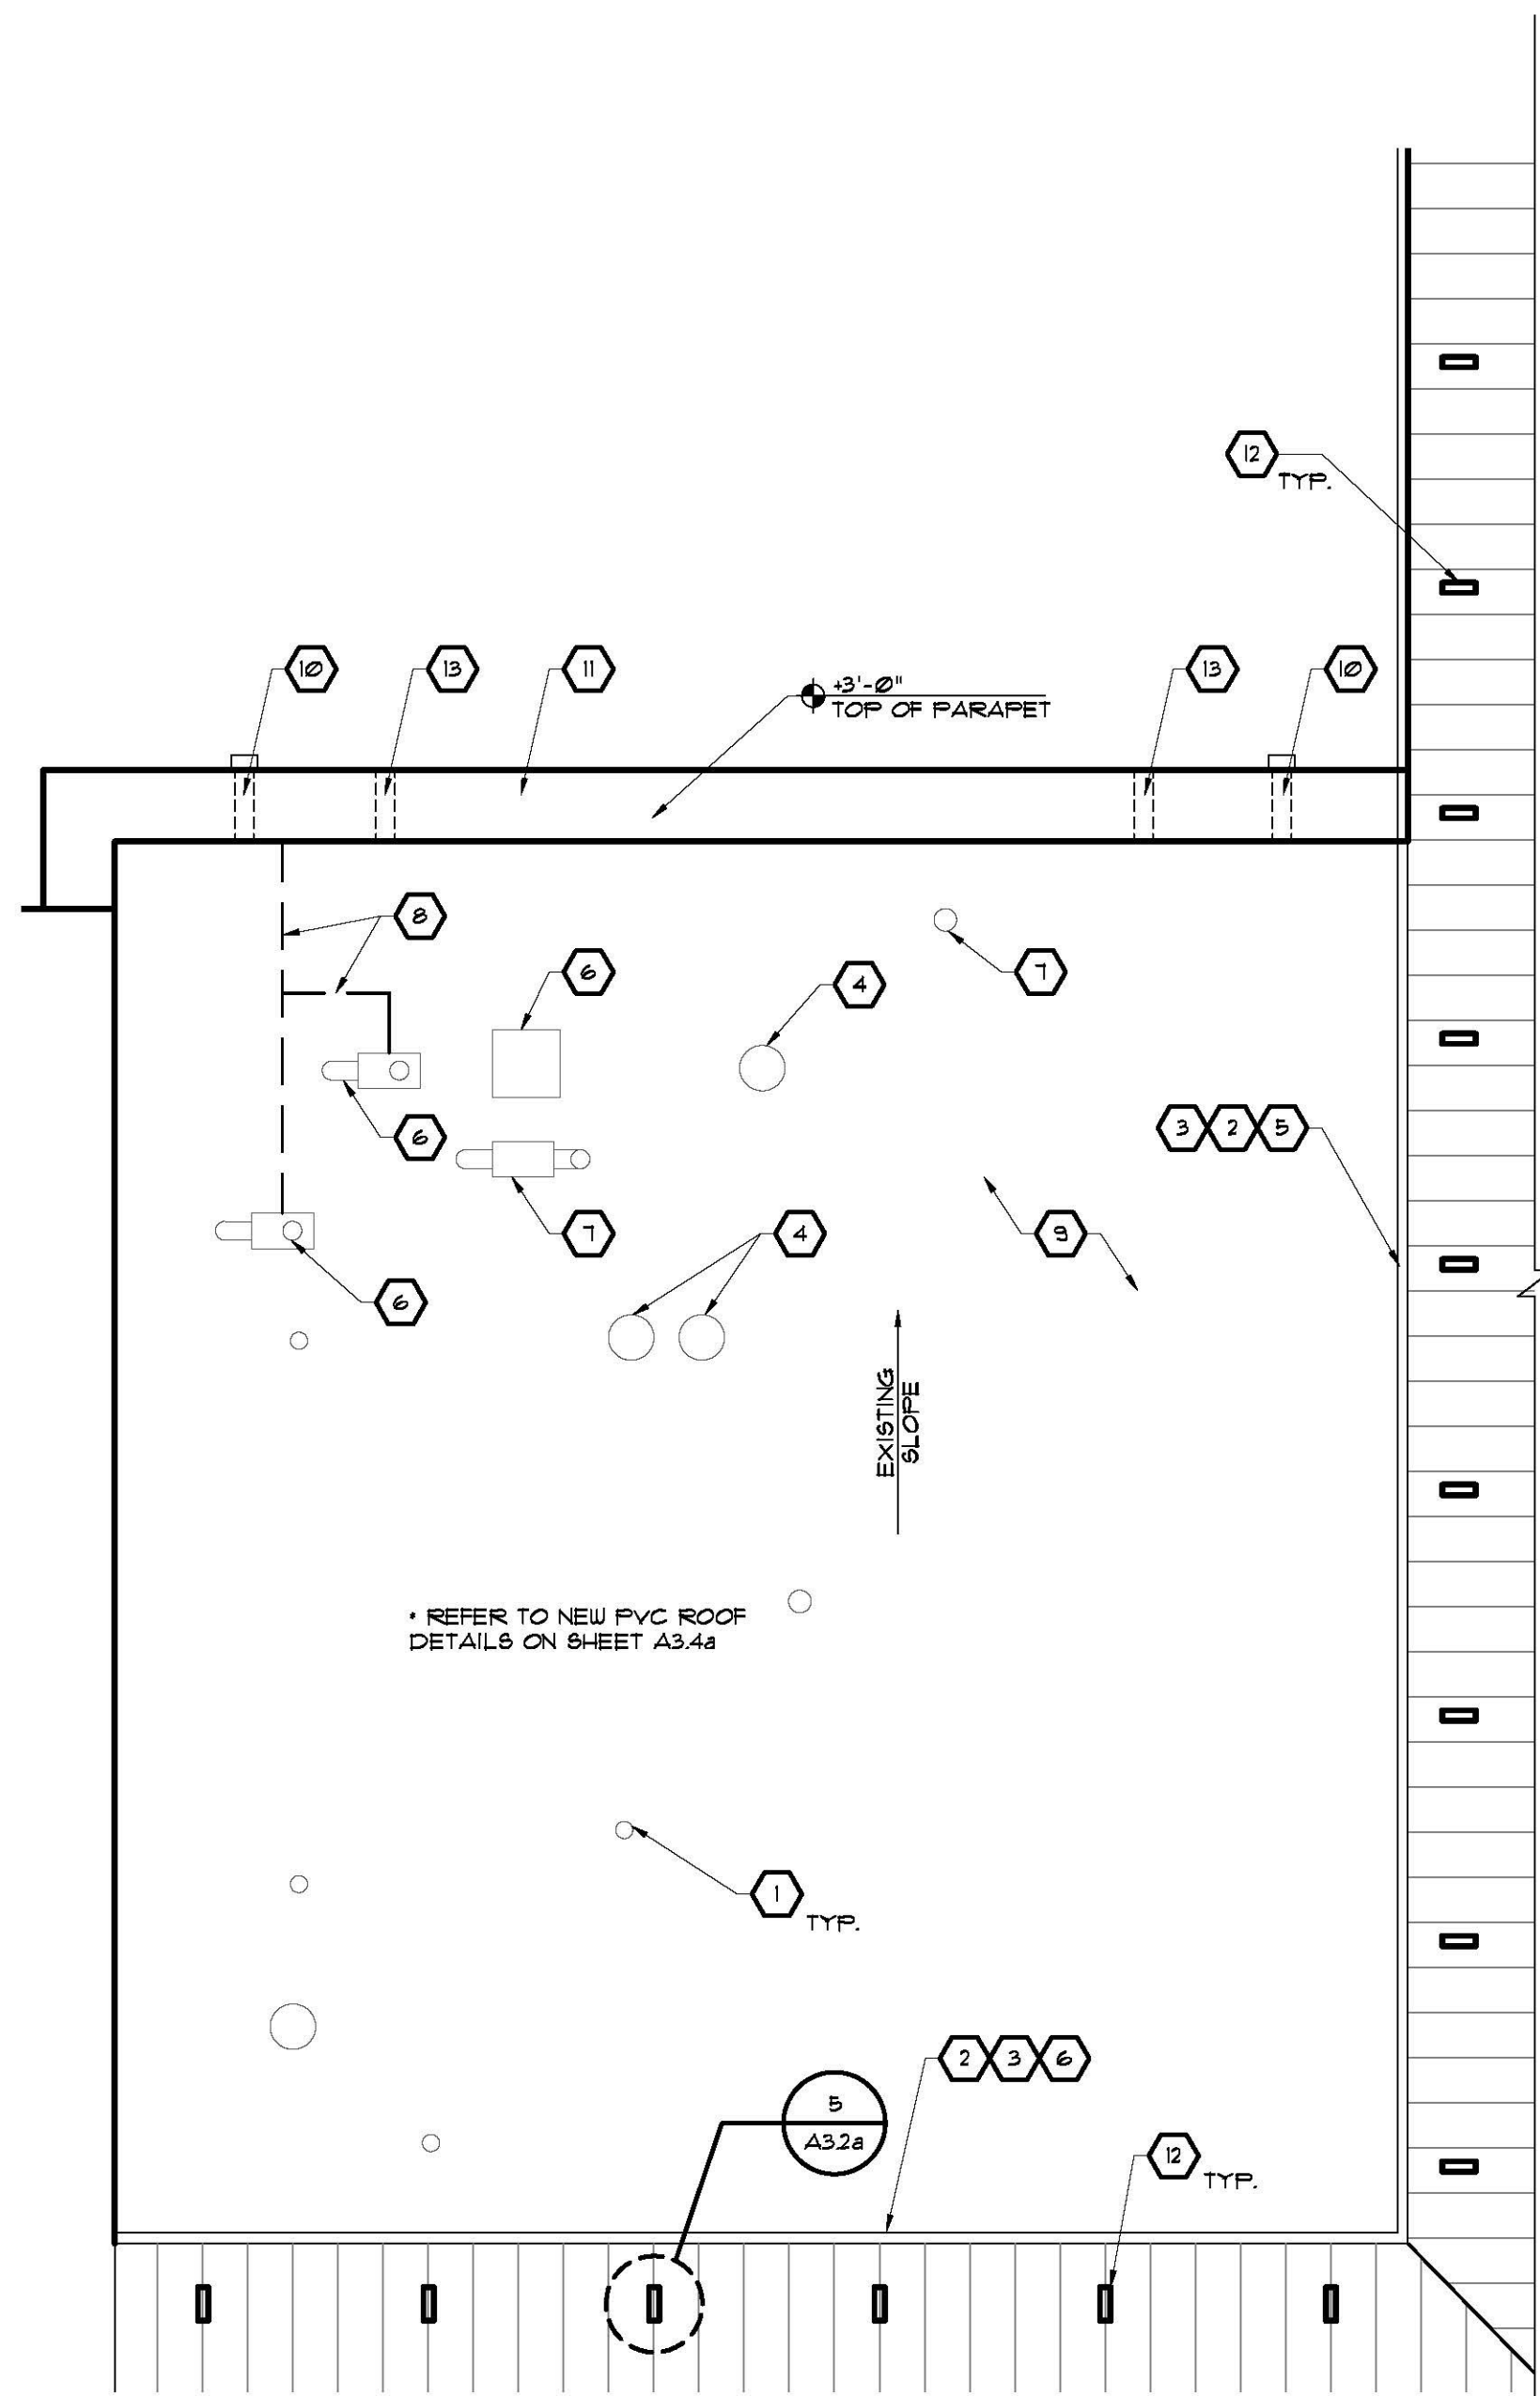 12
TYP.
10
13
11
+3'-0"
TOP OF PARAPET
13
10
8
6
4
7
6
3 2 5
7
4
9
6
EXISTING
SLOPE
* REFER TO NEW PVC ROOF
DETAILS ON SHEET A3.4a
1
TYP.
2 3 6
5
A3.2a
12
TYP.